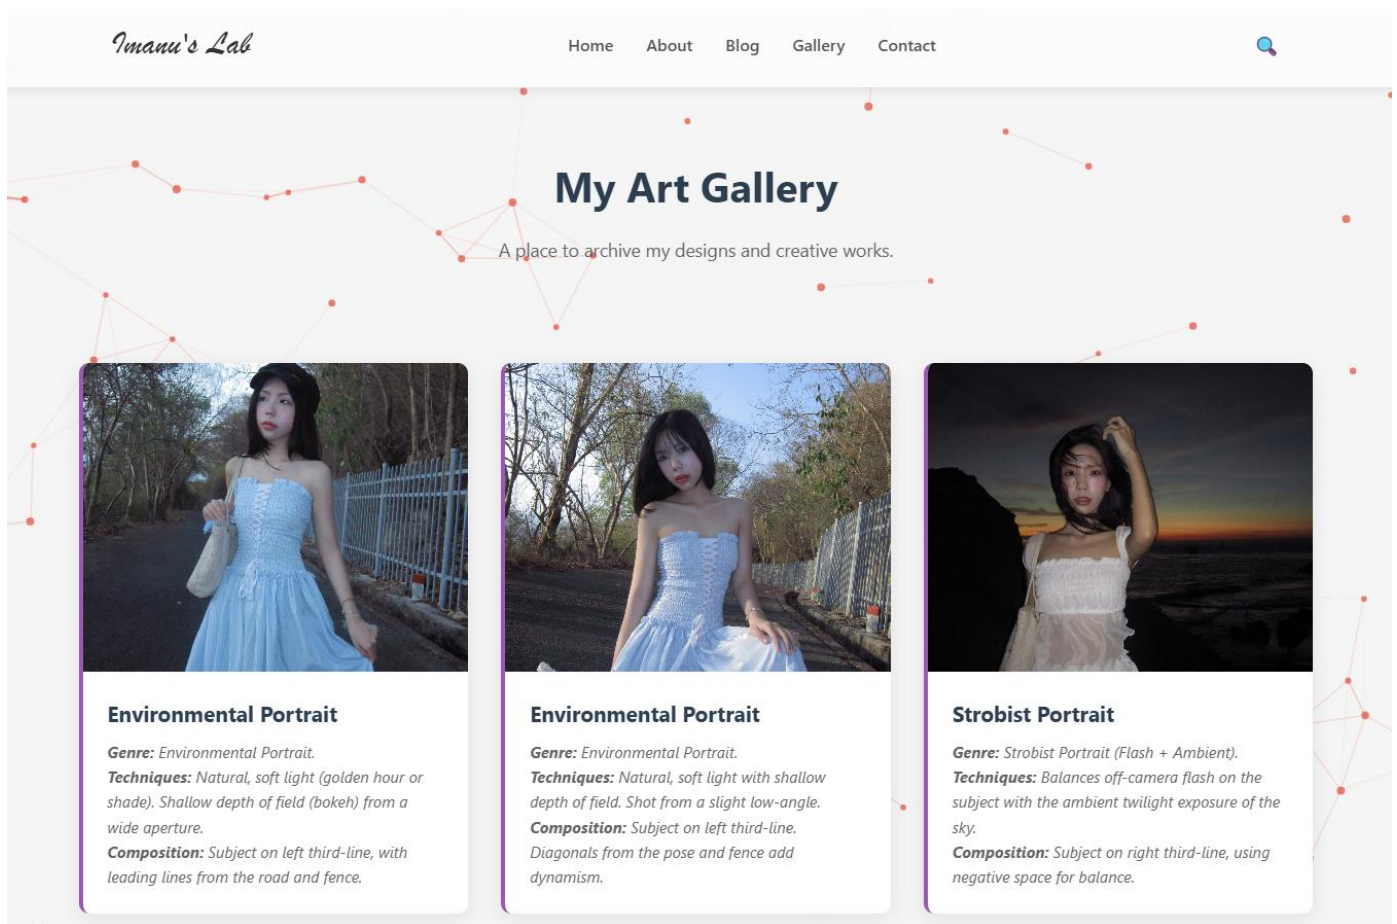 Imanu's Lab
Home About Blog Gallery Contact
My Art Gallery
A place to archive my designs and creative works.
Environmental Portrait
Genre: Environmental Portrait.
Techniques: Natural, soft light (golden hour or
shade). Shallow depth of field (bokeh) from a
wide aperture.
Composition: Subject on left third-line, with
leading lines from the road and fence.
Environmental Portrait
Genre: Environmental Portrait.
Techniques: Natural, soft light with shallow
depth of field. Shot from a slight low-angle.
Composition: Subject on left third-line.
Diagonals from the pose and fence add
dynamism.
Strobist Portrait
Genre: Strobist Portrait (Flash + Ambient).
Techniques: Balances off-camera flash on the
subject with the ambient twilight exposure of the
sky.
Composition: Subject on right third-line, using
negative space for balance.